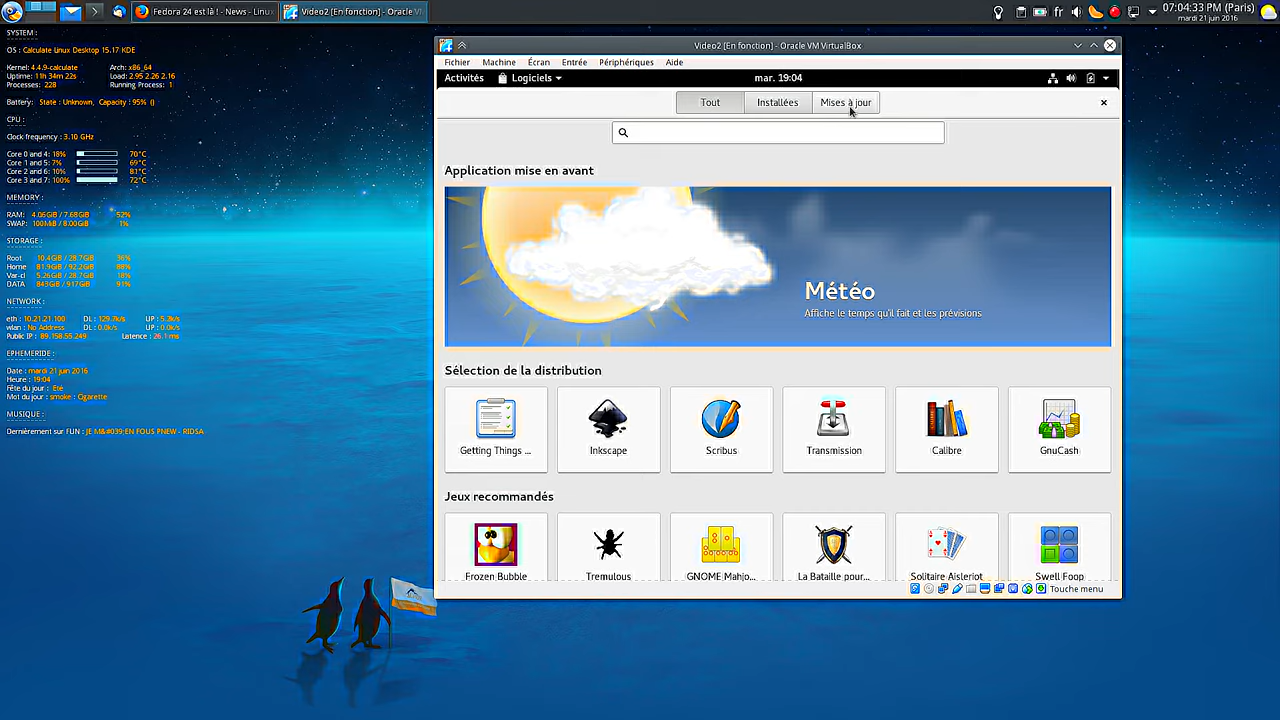 Fedora 24 est là ! - News - Linux
Video2 [En fonction] - Oracle VM
fr
07:04:33 PM (Paris)
mardi 21 juin 2016
SYSTEM :
OS : Calculate Linux Desktop 15.17 KDE
Kernel : 4.4.9-calculate Arch: x86_64
Uptime: 11h 34m 22s Load: 2.95 2.26 2.16
Processes: 228 Running Process: 1
Battery: State : Unknown, Capacity : 95% ()
CPU :
Clock frequency : 3.10 GHz
Core 0 and 4: 18% 70°C
Core 1 and 5: 7% 69°C
Core 2 and 6: 10% 81°C
Core 3 and 7: 100% 72°C
MEMORY :
RAM: 4.06GiB / 7.68GiB 52%
SWAP: 100MiB / 8.00GiB 1%
STORAGE :
Root 10.4GiB / 28.7GiB 36%
Home 81.9GiB / 92.2GiB 88%
Var-cl 5.26GiB / 28.7GiB 18%
DATA 843GiB / 917GiB 91%
NETWORK :
eth : 10.21.21.100 DL : 129.7k/s UP : 5.2k/s
wlan : No Address DL : 0.0k/s UP : 0.0k/s
Public IP : 89.158.55.249 Latence : 26.1 ms
EPHEMERIDE :
Date : mardi 21 juin 2016
Heure : 19:04
Fête du jour : Eté
Mot du jour : smoke : Cigarette
MUSIQUE :
Dernièrement sur FUN : JE M&#039;EN FOUS PNEW - RIDSA
Video2 [En fonction] - Oracle VM VirtualBox
Fichier Machine Écran Entrée Périphériques Aide
Activités Logiciels mar. 19:04
Tout Installées Mises à jour
Application mise en avant
Météo
Affiche le temps qu'il fait et les prévisions
Sélection de la distribution
Getting Things ... Inkscape Scribus Transmission Calibre GnuCash
Jeux recommandés
Frozen Bubble Tremulous GNOME Mahjo... La Bataille pour... Solitaire Aisleriot Swell Foop
Touche menu